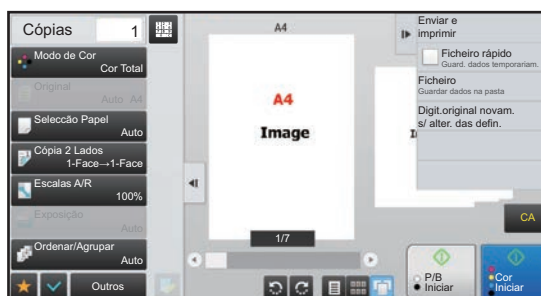 Cópias 1
Modo de Cor
Cor Total
Original
Auto A4
Selecção Papel
Auto
Cópia 2 Lados
1-Face→1-Face
Escalas A/R
100%
Exposição
Auto
Ordenar/Agrupar
Auto
Outros
A4
A4
Image
1/7
Enviar e
imprimir
Ficheiro rápido
Guard. dados temporariam.
Ficheiro
Guardar dados na pasta
Digit.original novam.
s/ alter. das defin.
CA
P/B
Iniciar
Cor
Iniciar